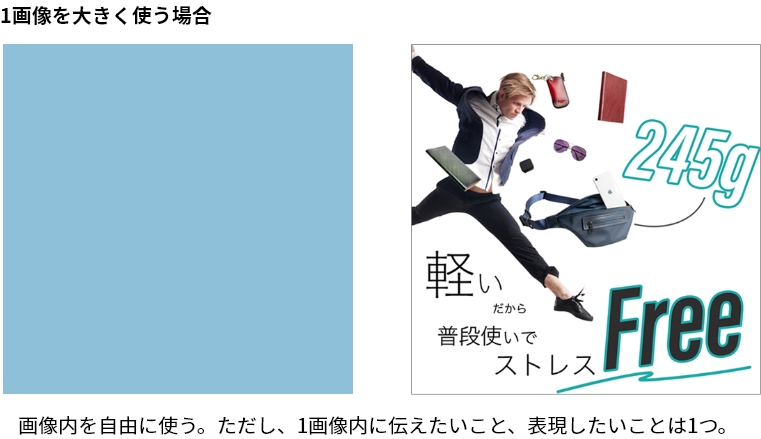 1画像を大きく使う場合
245g
軽い
だから
普段使いで
ストレス
Free
画像内を自由に使う。ただし、1画像内に伝えたいこと、表現したいことは1つ。